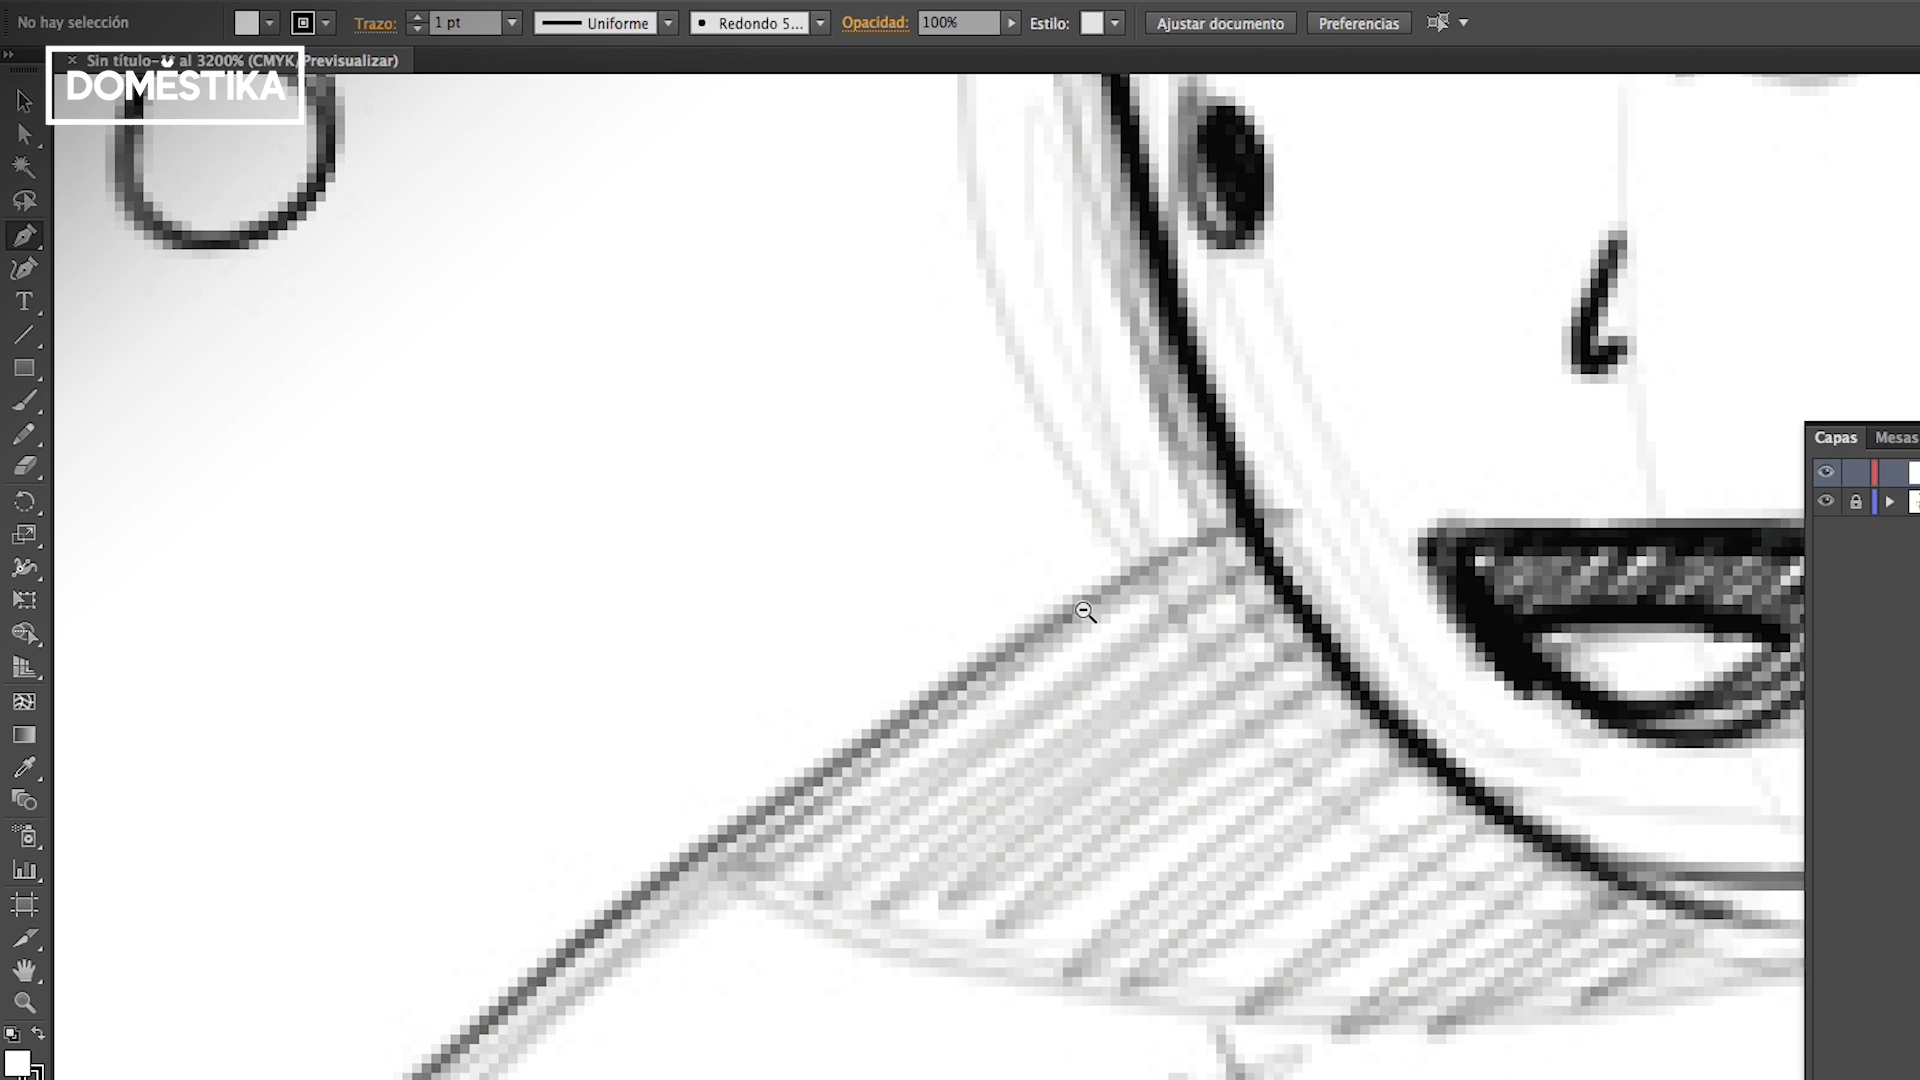 No hay selección
Trazo: 1 pt Uniforme Redondo 5... Opacidad: 100% Estilo: Ajustar documento Preferencias
Sin título- al 3200% (CMYK/Previsualizar)
DOMESTIKA
Capas Mesas